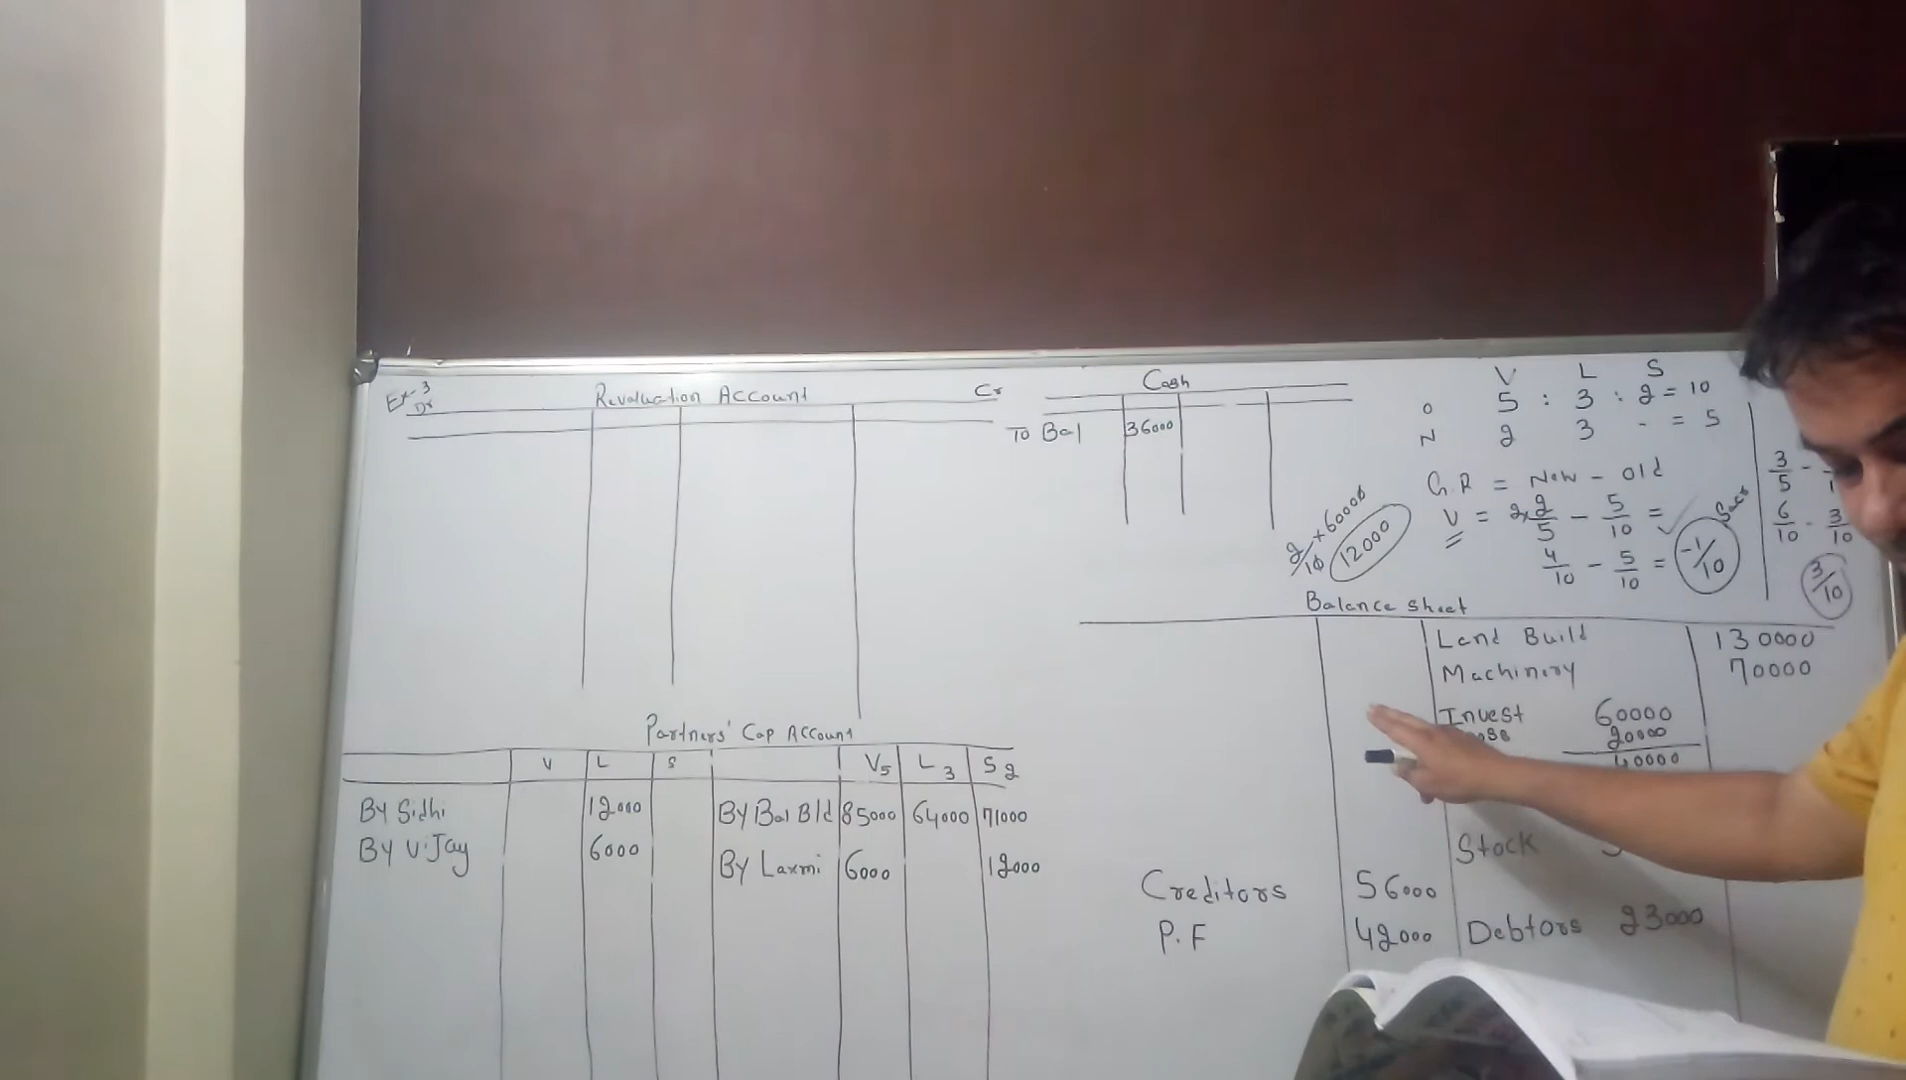 Ex-3
Dr Revaluation Account Cr
Partners' Cap Account
V L S V5 L3 S2
By Sidhi 12000 By Bal B/d 85000 64000 71000
By Vijay 6000 By Laxmi 6000 12000
Cash
To Bal 36000
2/10 × 60000
12000
V L S
O 5 : 3 : 2 = 10
N 2 3 - = 5
G.R = New - Old
V = 2x2/5 - 5/10 =
4/10 - 5/10 = -1/10
3/5 -
6/10 - 3/10
3/10
Balance Sheet
Land Build 130000
Machinery 70000
Invest 60000
20000
40000
Stock
Creditors 56000
P.F 42000 Debtors 23000